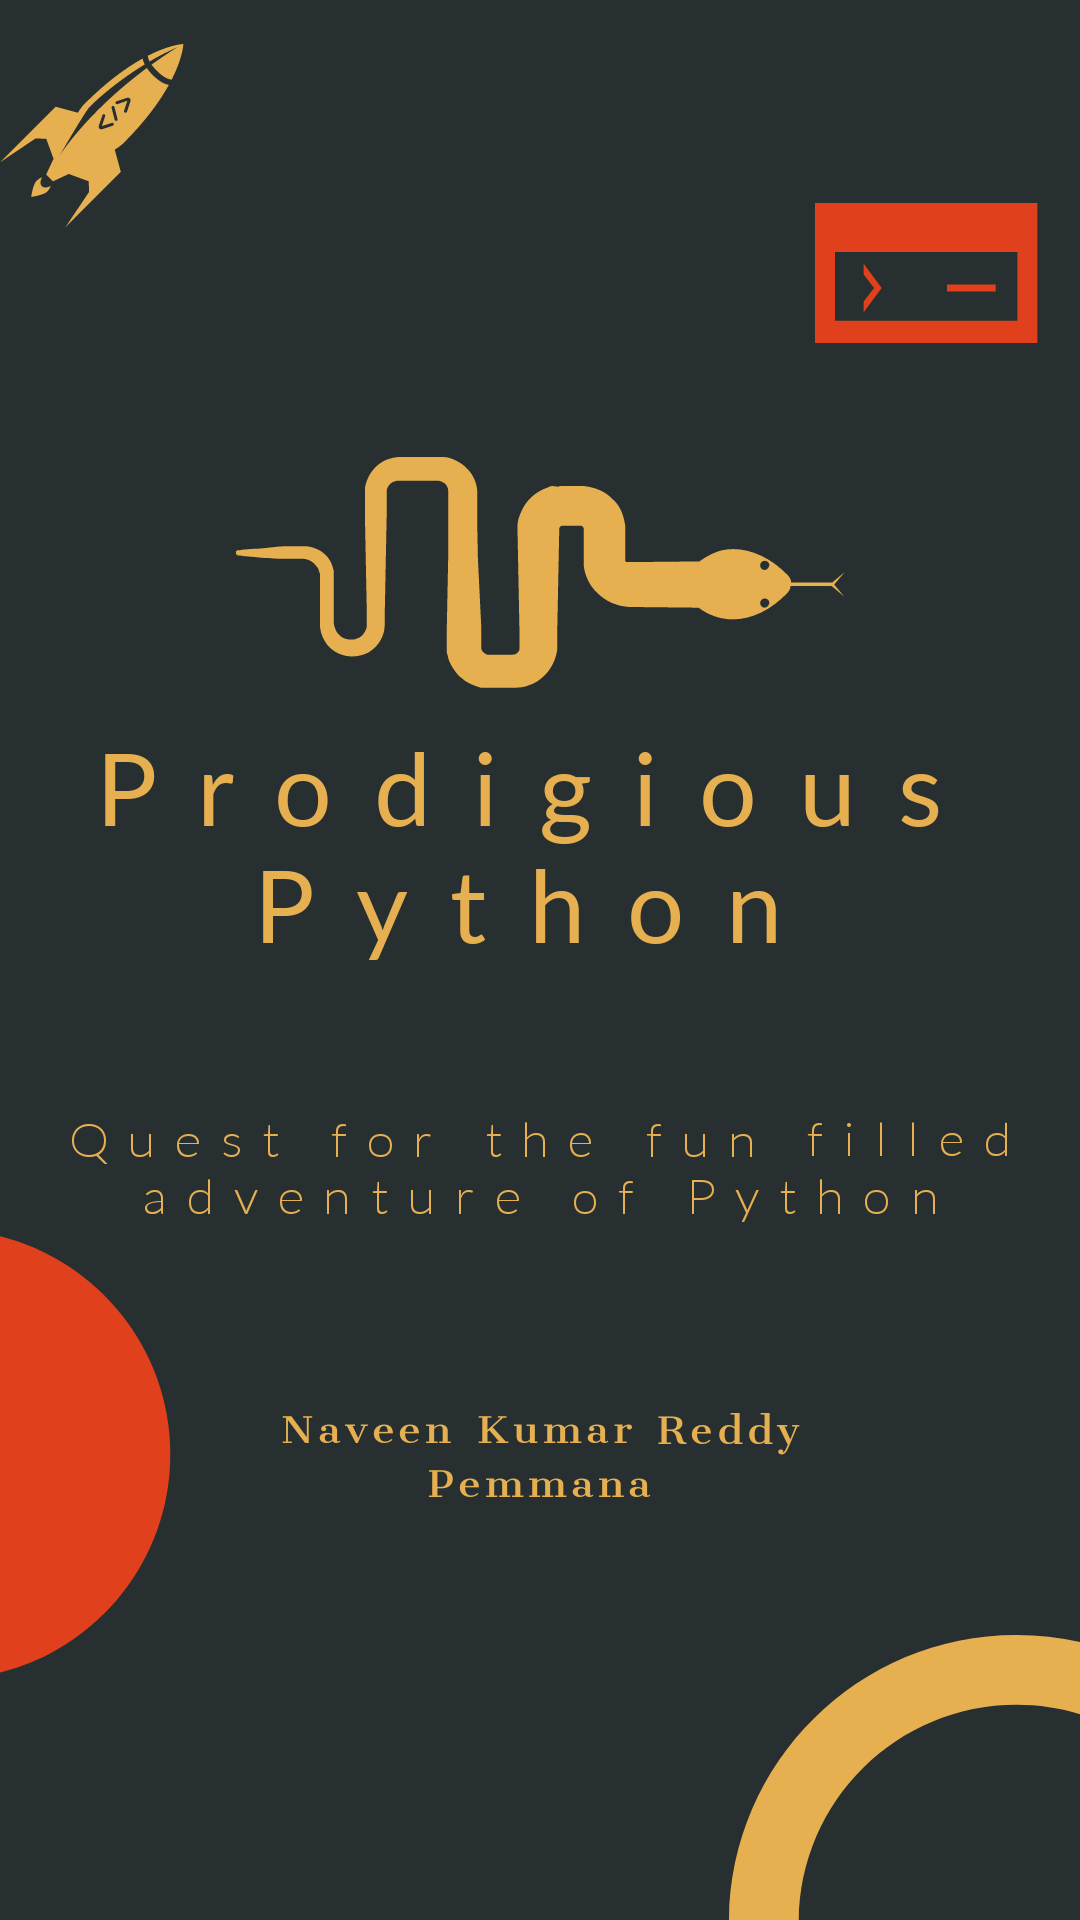 </>
Prodigious
Python
Quest for the fun filled
adventure of Python
Naveen Kumar Reddy
Pemmana